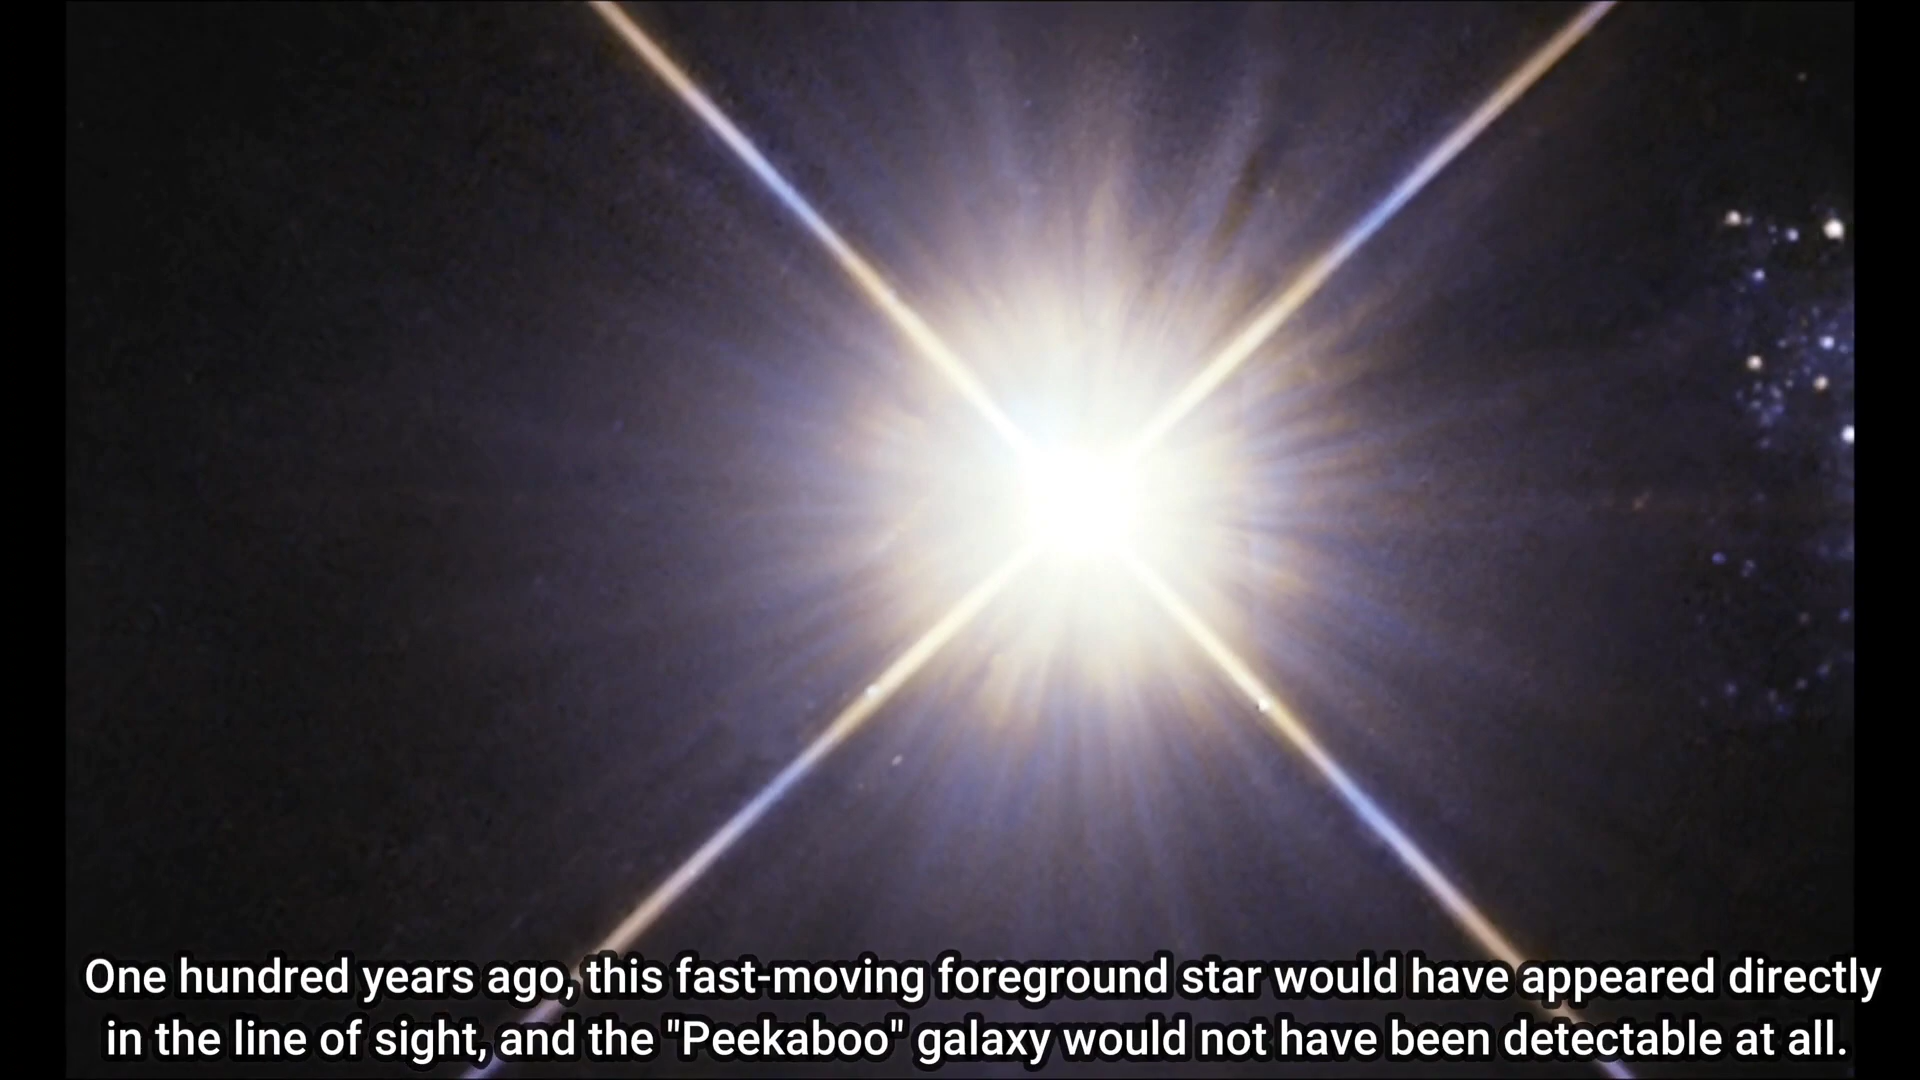 One hundred years ago, this fast-moving foreground star would have appeared directly
in the line of sight, and the "Peekaboo" galaxy would not have been detectable at all.